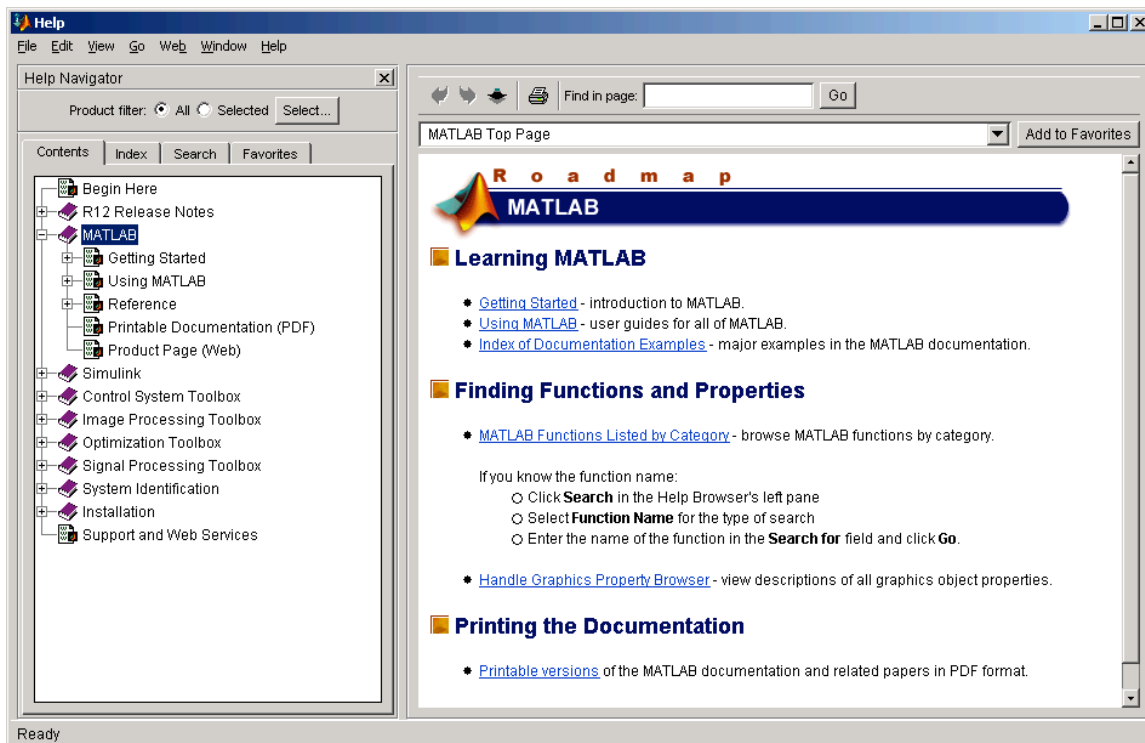 Help
File Edit View Go Web Window Help
Help Navigator
Product filter: All Selected Select...
Contents Index Search Favorites
Begin Here
R12 Release Notes
MATLAB
Getting Started
Using MATLAB
Reference
Printable Documentation (PDF)
Product Page (Web)
Simulink
Control System Toolbox
Image Processing Toolbox
Optimization Toolbox
Signal Processing Toolbox
System Identification
Installation
Support and Web Services
Find in page: Go
MATLAB Top Page Add to Favorites
Roadmap
MATLAB
Learning MATLAB
Getting Started - introduction to MATLAB.
Using MATLAB - user guides for all of MATLAB.
Index of Documentation Examples - major examples in the MATLAB documentation.
Finding Functions and Properties
MATLAB Functions Listed by Category - browse MATLAB functions by category.
If you know the function name:
Click Search in the Help Browser's left pane
Select Function Name for the type of search
Enter the name of the function in the Search for field and click Go.
Handle Graphics Property Browser - view descriptions of all graphics object properties.
Printing the Documentation
Printable versions of the MATLAB documentation and related papers in PDF format.
Ready